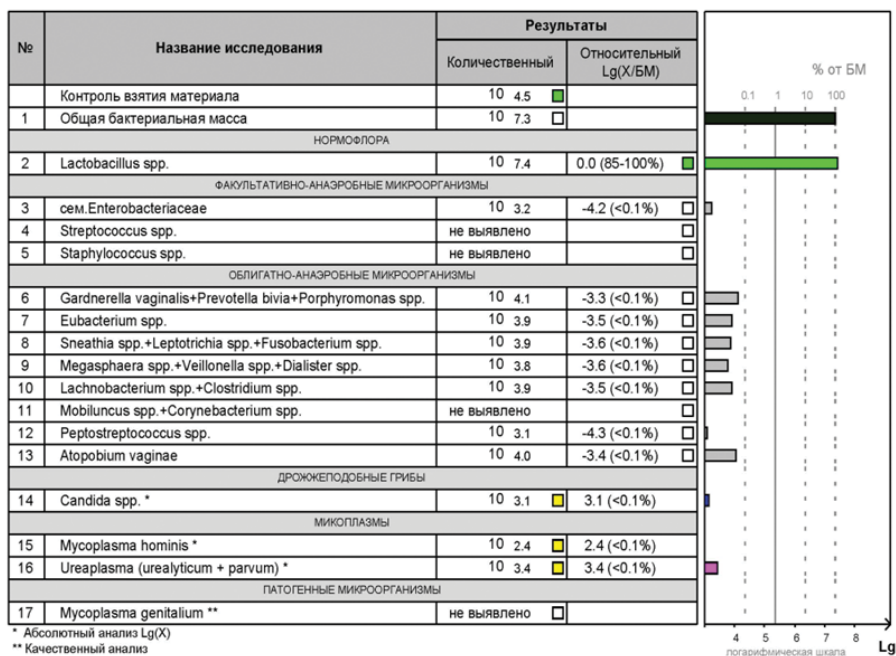 № Название исследования Результаты
Количественный Относительный Lg(X/БМ) % от БМ
0.1 1 10 100
Контроль взятия материала 10 4.5
1 Общая бактериальная масса 10 7.3
НОРМОФЛОРА
2 Lactobacillus spp. 10 7.4 0.0 (85-100%)
ФАКУЛЬТАТИВНО-АНАЭРОБНЫЕ МИКРООРГАНИЗМЫ
3 сем.Enterobacteriaceae 10 3.2 -4.2 (<0.1%)
4 Streptococcus spp. не выявлено
5 Staphylococcus spp. не выявлено
ОБЛИГАТНО-АНАЭРОБНЫЕ МИКРООРГАНИЗМЫ
6 Gardnerella vaginalis+Prevotella bivia+Porphyromonas spp. 10 4.1 -3.3 (<0.1%)
7 Eubacterium spp. 10 3.9 -3.5 (<0.1%)
8 Sneathia spp.+Leptotrichia spp.+Fusobacterium spp. 10 3.9 -3.6 (<0.1%)
9 Megasphaera spp.+Veillonella spp.+Dialister spp. 10 3.8 -3.6 (<0.1%)
10 Lachnobacterium spp.+Clostridium spp. 10 3.9 -3.5 (<0.1%)
11 Mobiluncus spp.+Corynebacterium spp. не выявлено
12 Peptostreptococcus spp. 10 3.1 -4.3 (<0.1%)
13 Atopobium vaginae 10 4.0 -3.4 (<0.1%)
ДРОЖЖЕПОДОБНЫЕ ГРИБЫ
14 Candida spp. * 10 3.1 3.1 (<0.1%)
МИКОПЛАЗМЫ
15 Mycoplasma hominis * 10 2.4 2.4 (<0.1%)
16 Ureaplasma (urealyticum + parvum) * 10 3.4 3.4 (<0.1%)
ПАТОГЕННЫЕ МИКРООРГАНИЗМЫ
17 Mycoplasma genitalium ** не выявлено
* Абсолютный анализ Lg(X)
** Качественный анализ
4 5 6 7 8 Lg
логарифмическая шкала